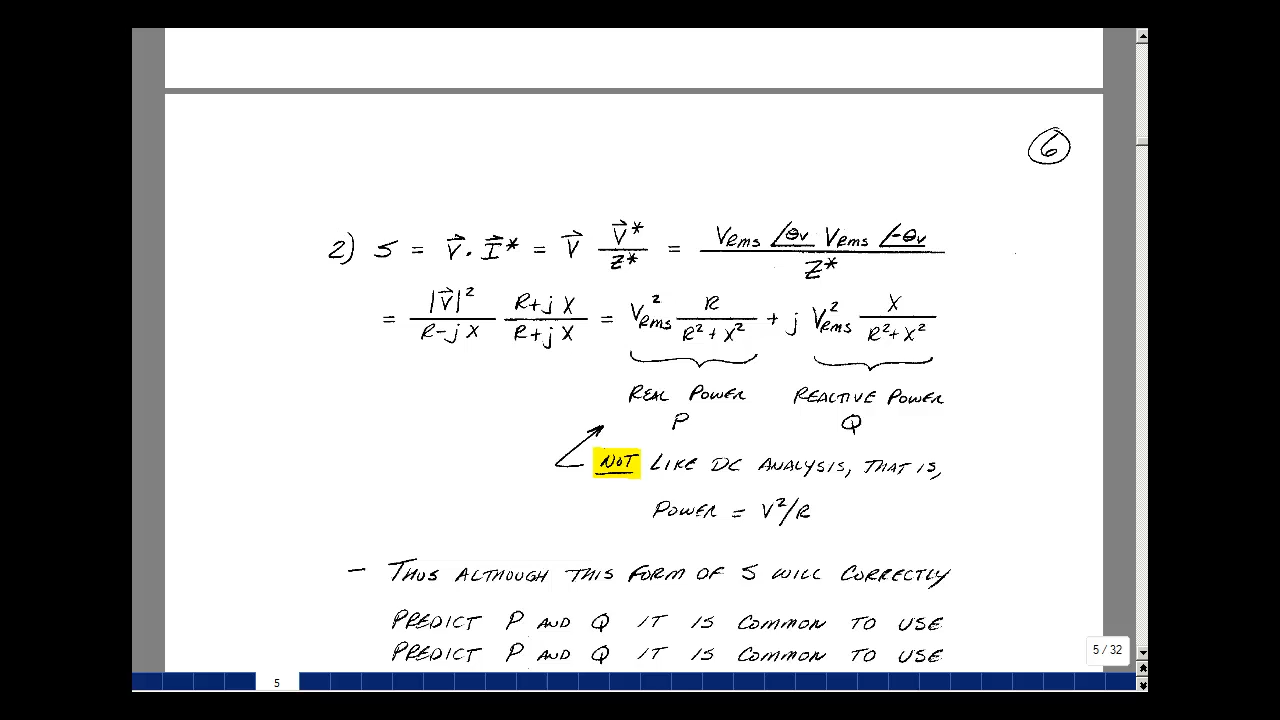 6
2) S = V⃗ · I⃗* = V⃗ V⃗*/Z* = Vrms ∠θv Vrms ∠-θv / Z*
= |V⃗|²/(R-jX) (R+jX)/(R+jX) = V²rms R/(R²+X²) + j V²rms X/(R²+X²)
REAL POWER REACTIVE POWER
P Q
NOT LIKE DC ANALYSIS, THAT IS,
POWER = V²/R
- THUS ALTHOUGH THIS FORM OF S WILL CORRECTLY
PREDICT P AND Q IT IS COMMON TO USE
PREDICT P AND Q IT IS COMMON TO USE
5 / 32
5